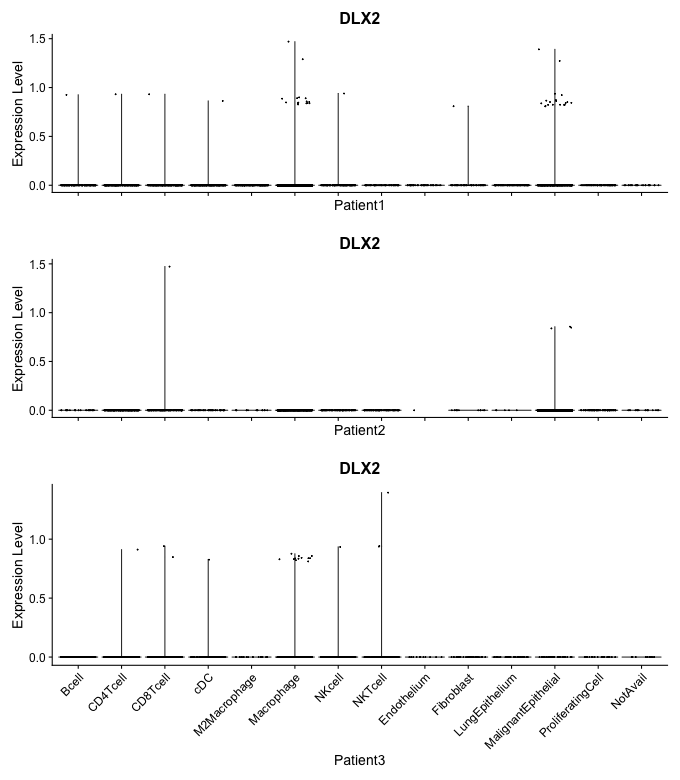 DLX2
Expression Level
1.5
1.0
0.5
0.0
Patient1
DLX2
Expression Level
1.5
1.0
0.5
0.0
Patient2
DLX2
Expression Level
1.0
0.5
0.0
Bcell
CD4Tcell
CD8Tcell
cDC
M2Macrophage
Macrophage
NKcell
NKTcell
Endothelium
Fibroblast
LungEpithelium
MalignantEpithelial
ProliferatingCell
NotAvail
Patient3